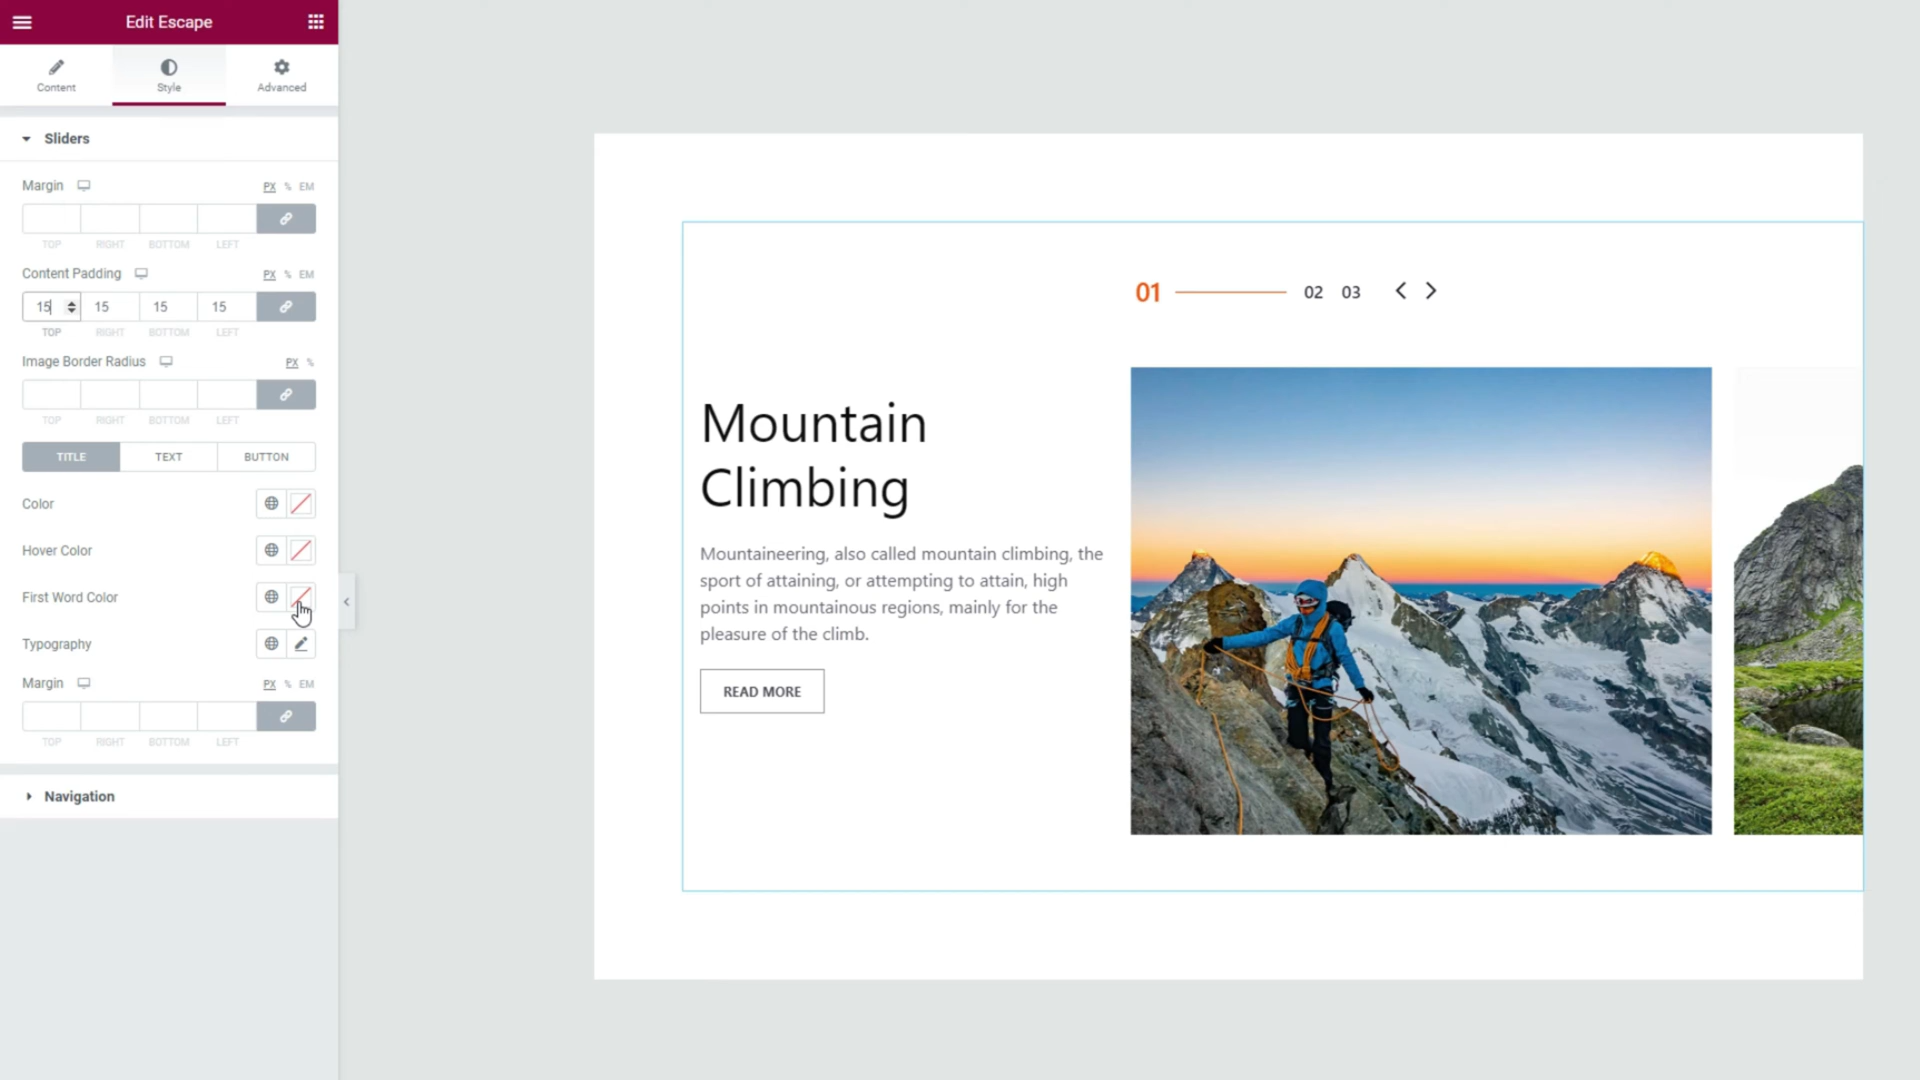 Edit Escape
Content
Style
Advanced
Sliders
Margin
PX % EM
TOP RIGHT BOTTOM LEFT
Content Padding
PX % EM
15 15 15 15
TOP RIGHT BOTTOM LEFT
Image Border Radius
PX %
TOP RIGHT BOTTOM LEFT
TITLE TEXT BUTTON
Color
Hover Color
First Word Color
Typography
Margin
PX % EM
TOP RIGHT BOTTOM LEFT
Navigation
01 02 03
Mountain
Climbing
Mountaineering, also called mountain climbing, the
sport of attaining, or attempting to attain, high
points in mountainous regions, mainly for the
pleasure of the climb.
READ MORE